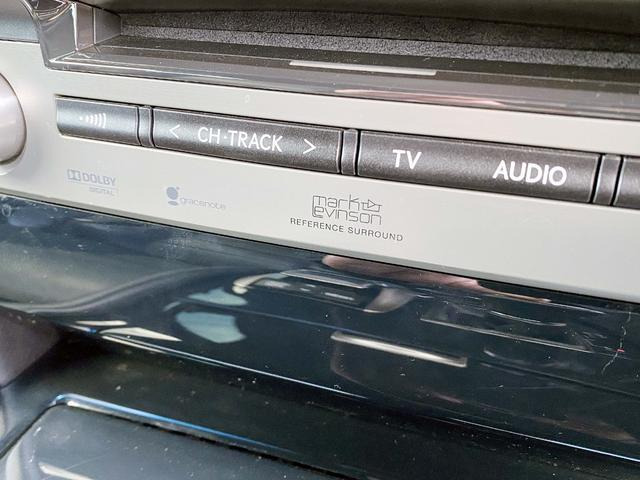 < CH·TRACK >
TV
AUDIO
DOLBY
DIGITAL
gracenote
mark
levinson
REFERENCE SURROUND